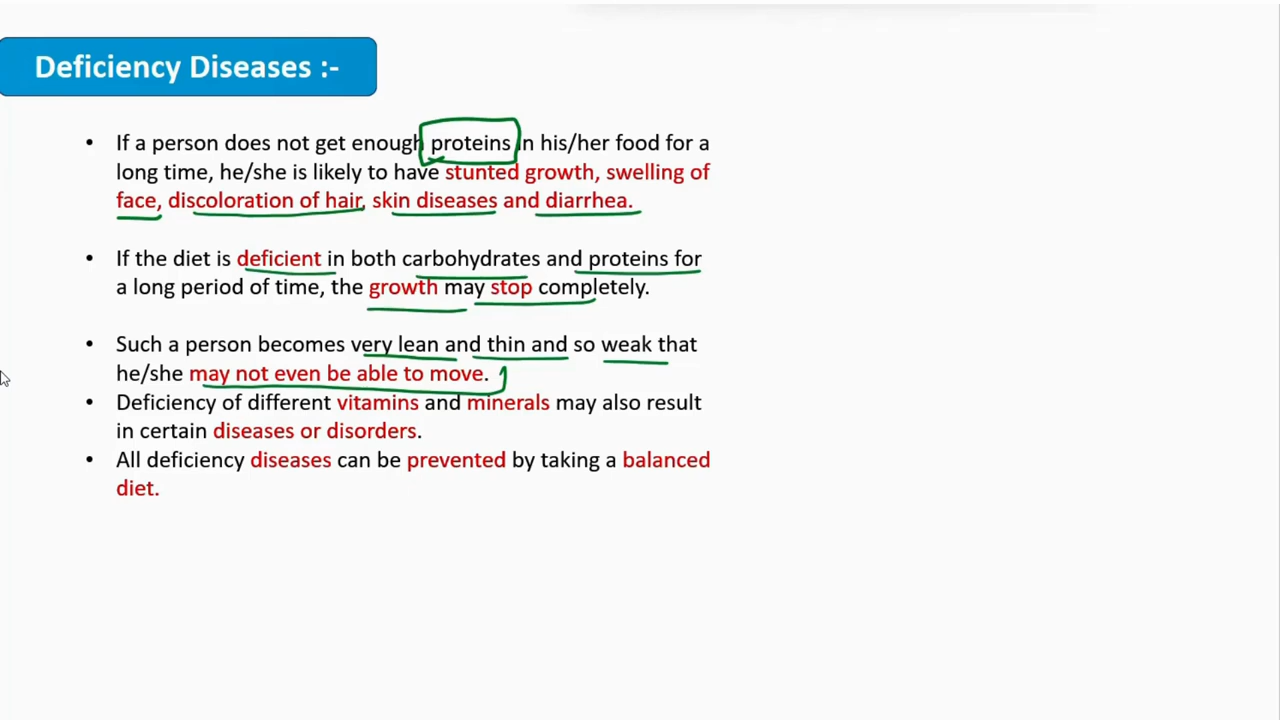 Deficiency Diseases :-
• If a person does not get enough proteins in his/her food for a
long time, he/she is likely to have stunted growth, swelling of
face, discoloration of hair, skin diseases and diarrhea.
• If the diet is deficient in both carbohydrates and proteins for
a long period of time, the growth may stop completely.
• Such a person becomes very lean and thin and so weak that
he/she may not even be able to move.
• Deficiency of different vitamins and minerals may also result
in certain diseases or disorders.
• All deficiency diseases can be prevented by taking a balanced
diet.